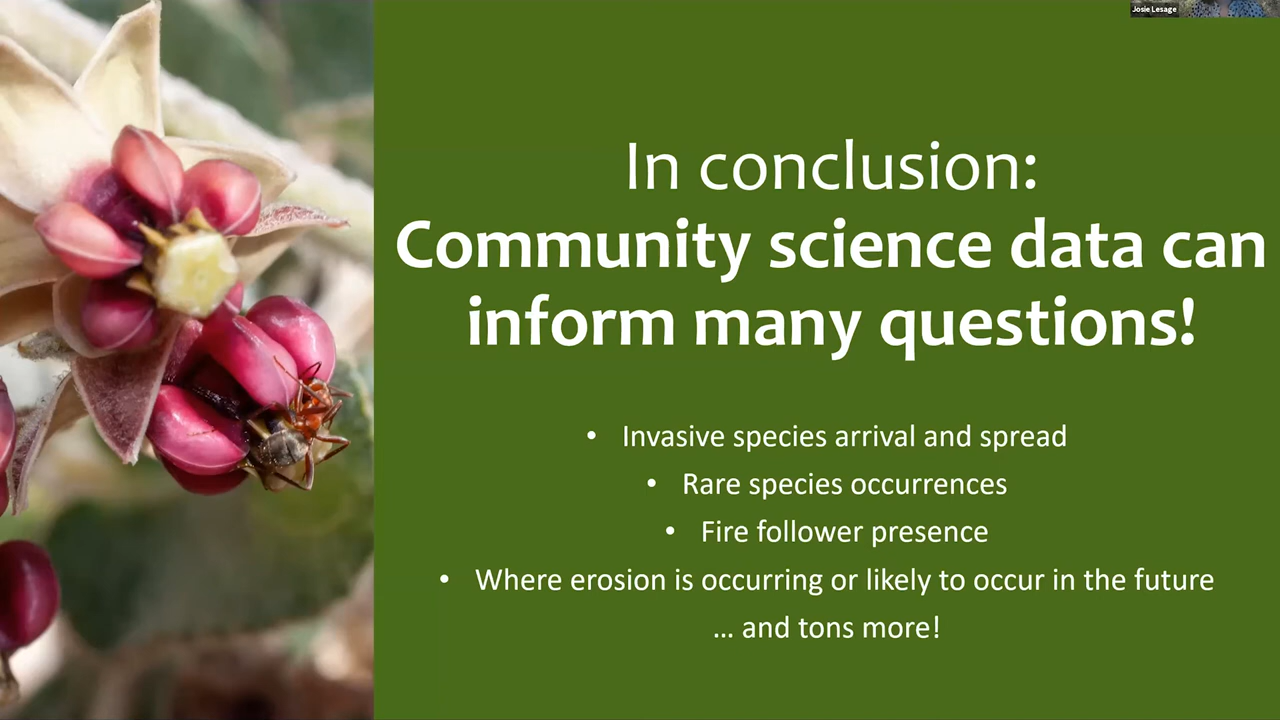 Josie Lesage
In conclusion:
Community science data can
inform many questions!
• Invasive species arrival and spread
• Rare species occurrences
• Fire follower presence
• Where erosion is occurring or likely to occur in the future
... and tons more!